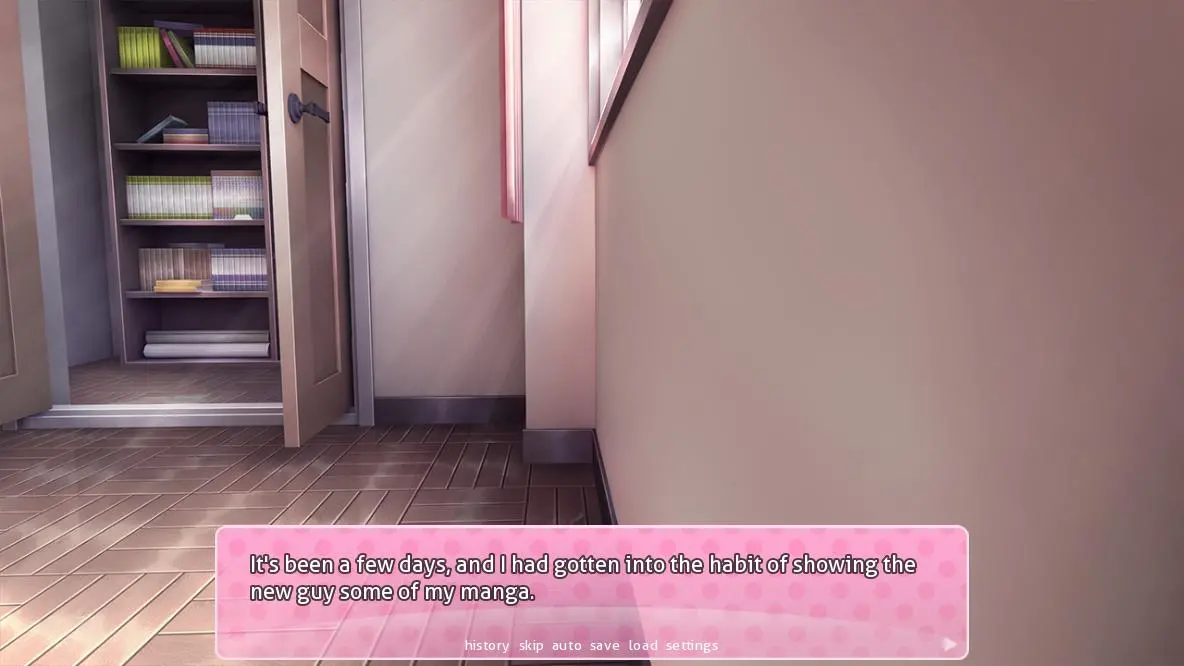 It's been a few days, and I had gotten into the habit of showing the
new guy some of my manga.
history skip auto save load settings